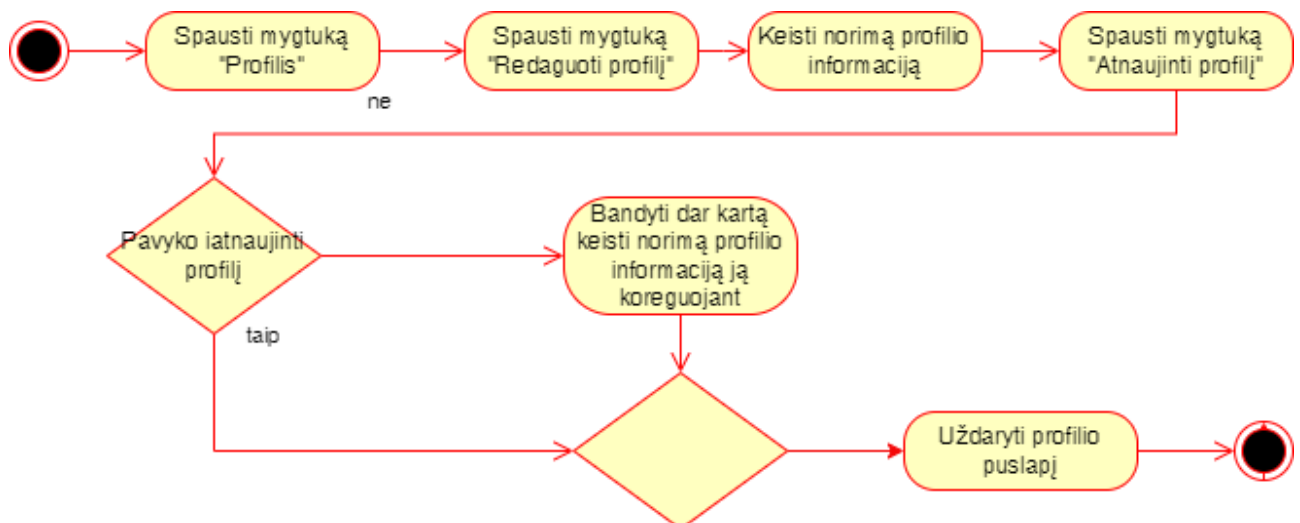 Spausti mygtuką
"Profilis"
Spausti mygtuką
"Redaguoti profilį"
Keisti norimą profilio
informaciją
Spausti mygtuką
"Atnaujinti profilį"
ne
Pavyko iatnaujinti
profilį
Bandyti dar kartą
keisti norimą profilio
informaciją ją
koreguojant
taip
Uždaryti profilio
puslapį